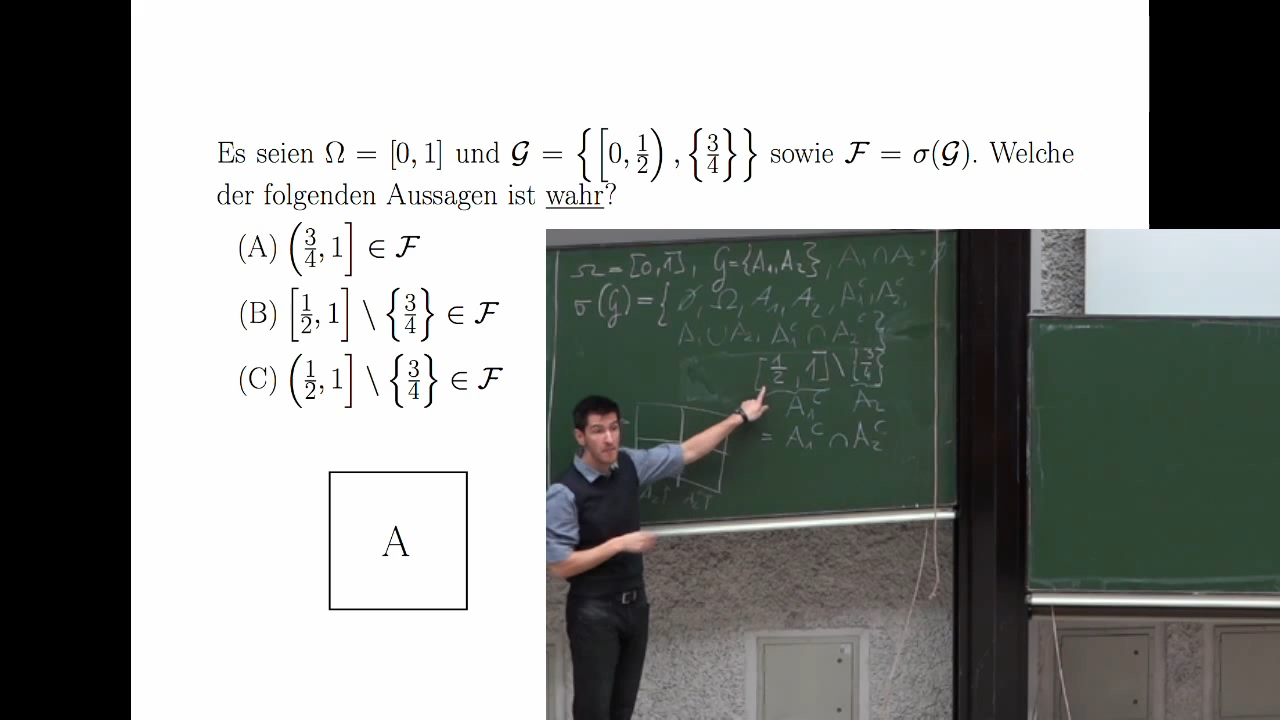 Es seien Ω = [0, 1] und 𝒢 = {[0, 1/2), {3/4}} sowie ℱ = σ(𝒢). Welche
der folgenden Aussagen ist wahr?
(A) (3/4, 1] ∈ ℱ
(B) [1/2, 1] \ {3/4} ∈ ℱ
(C) (1/2, 1] \ {3/4} ∈ ℱ
A
Ω = [0,1], G = {A₁, A₂}, A₁ ∩ A₂ = ∅
σ(G) = { ∅, Ω, A₁, A₂, A₁ᶜ, A₂ᶜ,
A₁ ∪ A₂, A₁ᶜ ∩ A₂ᶜ }
[1/2, 1] \ {3/4}
A₁ᶜ A₂
= A₁ᶜ ∩ A₂ᶜ